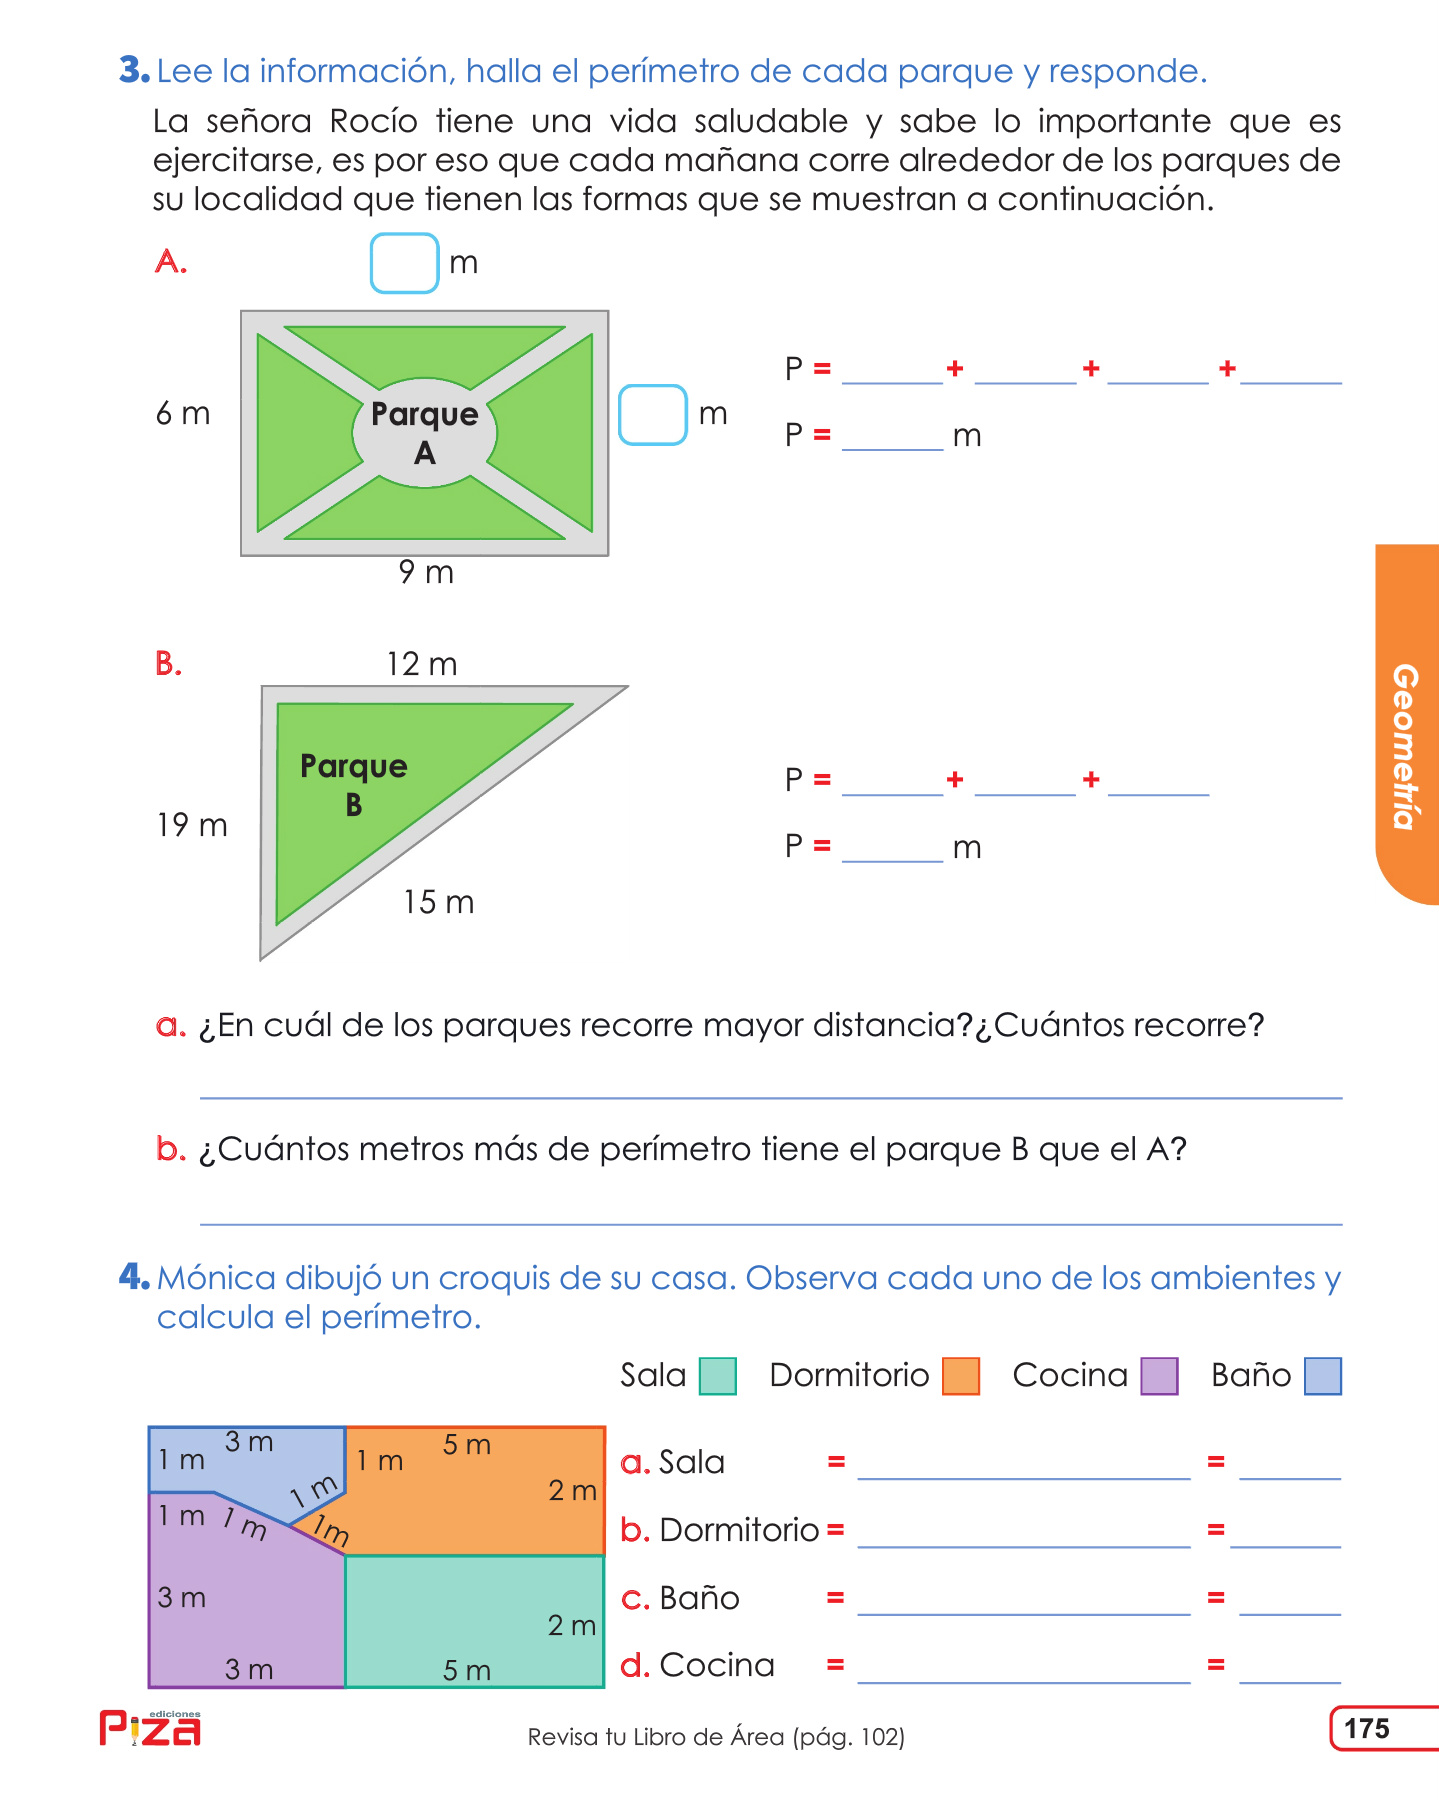 3. Lee la información, halla el perímetro de cada parque y responde.
La señora Rocío tiene una vida saludable y sabe lo importante que es
ejercitarse, es por eso que cada mañana corre alrededor de los parques de
su localidad que tienen las formas que se muestran a continuación.
A.
m
6 m
Parque
A
m
9 m
P = ______ + ______ + ______ + ______
P = ______ m
B.
12 m
Parque
B
19 m
15 m
P = ______ + ______ + ______
P = ______ m
Geometría
a. ¿En cuál de los parques recorre mayor distancia?¿Cuántos recorre?
b. ¿Cuántos metros más de perímetro tiene el parque B que el A?
4. Mónica dibujó un croquis de su casa. Observa cada uno de los ambientes y
calcula el perímetro.
Sala Dormitorio Cocina Baño
3 m
1 m
1 m
5 m
2 m
1 m
1 m
1 m
1m
3 m
3 m
2 m
5 m
a. Sala = ______ = ______
b. Dormitorio = ______ = ______
c. Baño = ______ = ______
d. Cocina = ______ = ______
ediciones
Piza
Revisa tu Libro de Área (pág. 102)
175